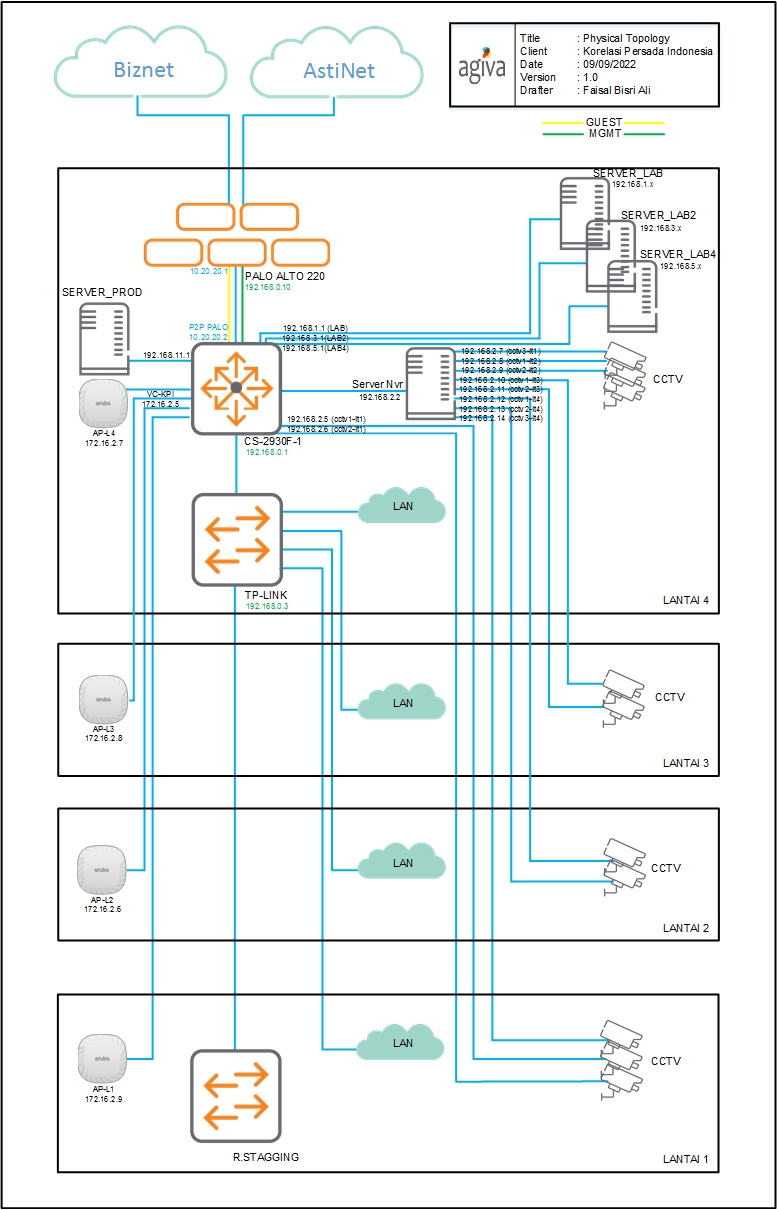 Biznet
AstiNet
agiva
Title : Physical Topology
Client : Korelasi Persada Indonesia
Date : 09/09/2022
Version : 1.0
Drafter : Faisal Bisri Ali
GUEST
MGMT
SERVER_LAB
192.168.1.x
SERVER_LAB2
192.168.3.x
SERVER_LAB4
192.168.5.x
10.20.20.1
PALO ALTO 220
192.168.0.10
SERVER_PROD
P2P PALO
10.20.20.2
192.168.1.1 (LAB)
192.168.3.1 (LAB2)
192.168.5.1 (LAB4)
192.168.11.1
Server Nvr
192.168.2.2
192.168.2.7 (cctv3-lt1)
192.168.2.8 (cctv1-lt2)
192.168.2.9 (cctv2-lt2)
192.168.2.10 (cctv1-lt3)
192.168.2.11 (cctv2-lt3)
192.168.2.12 (cctv1-lt4)
192.168.2.13 (cctv2-lt4)
192.168.2.14 (cctv3-lt4)
CCTV
aruba
AP-L4
172.16.2.7
VC-KPI
172.16.2.5
192.168.2.5 (cctv1-lt1)
192.168.2.6 (cctv2-lt1)
CS-2930F-1
192.168.0.1
LAN
TP-LINK
192.168.0.3
LANTAI 4
aruba
AP-L3
172.16.2.8
LAN
CCTV
LANTAI 3
aruba
AP-L2
172.16.2.6
LAN
CCTV
LANTAI 2
aruba
AP-L1
172.16.2.9
LAN
CCTV
R.STAGGING
LANTAI 1